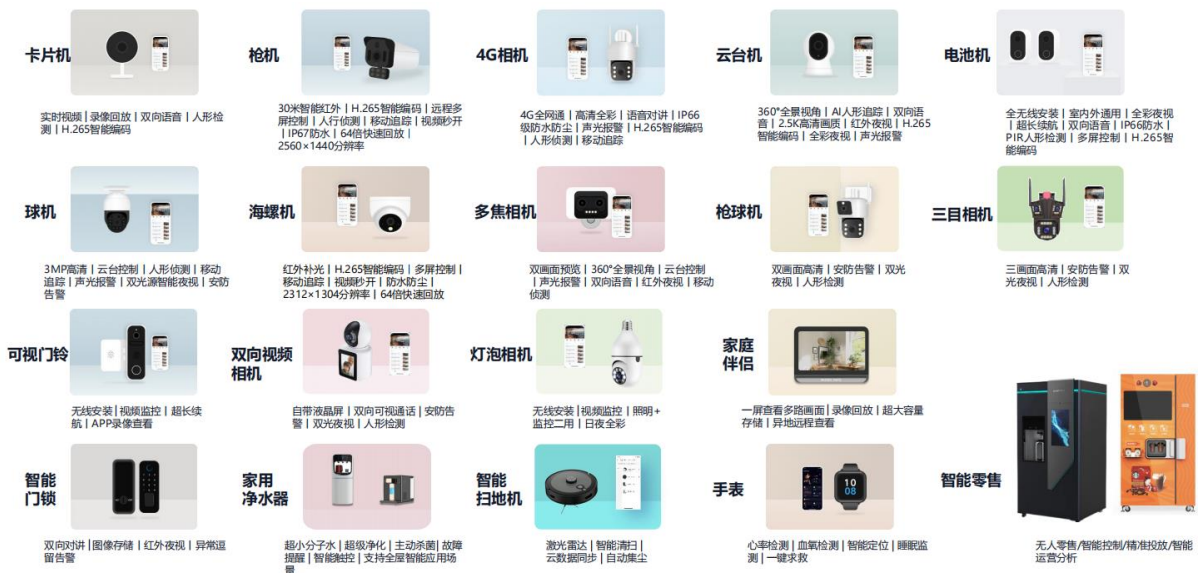 卡片机
实时视频 | 录像回放 | 双向语音 | 人形检
测 | H.265智能编码
枪机
30米智能红外 | H.265智能编码 | 远程多
屏控制 | 人行侦测 | 移动追踪 | 视频秒开
| IP67防水 | 64倍快速回放 |
2560×1440分辨率
4G相机
4G全网通 | 高清全彩 | 语音对讲 | IP66
级防水防尘 | 声光报警 | H.265智能编码
| 人形侦测 | 移动追踪
云台机
360°全景视角 | AI人形追踪 | 双向语
音 | 2.5K高清画质 | 红外夜视 | H.265
智能编码 | 全彩夜视 | 声光报警
电池机
全无线安装 | 室内外通用 | 全彩夜视
| 超长续航 | 双向语音 | IP66防水 |
PIR人形检测 | 多屏控制 | H.265智
能编码
球机
3MP高清 | 云台控制 | 人形侦测 | 移动
追踪 | 声光报警 | 双光源智能夜视 | 安防
告警
海螺机
红外补光 | H.265智能编码 | 多屏控制 |
移动追踪 | 视频秒开 | 防水防尘 |
2312×1304分辨率 | 64倍快速回放
多焦相机
双画面预览 | 360°全景视角 | 云台控制
| 声光报警 | 双向语音 | 红外夜视 | 移动
侦测
枪球机
双画面高清 | 安防告警 | 双光
夜视 | 人形检测
三目相机
三画面高清 | 安防告警 | 双
光夜视 | 人形检测
可视门铃
无线安装 | 视频监控 | 超长续
航 | APP录像查看
双向视频
相机
自带液晶屏 | 双向可视通话 | 安防告
警 | 双光夜视 | 人形检测
灯泡相机
无线安装 | 视频监控 | 照明+
监控二用 | 日夜全彩
家庭
伴侣
一屏查看多路画面 | 录像回放 | 超大容量
存储 | 异地远程查看
智能
门锁
双向对讲 | 图像存储 | 红外夜视 | 异常逗
留告警
家用
净水器
超小分子水 | 超级净化 | 主动杀菌 | 故障
提醒 | 智能触控 | 支持全屋智能应用场
景
智能
扫地机
激光雷达 | 智能清扫 |
云数据同步 | 自动集尘
手表
10
08
心率检测 | 血氧检测 | 智能定位 | 睡眠监
测 | 一键求救
智能零售
无人零售/智能控制/精准投放/智能
运营分析